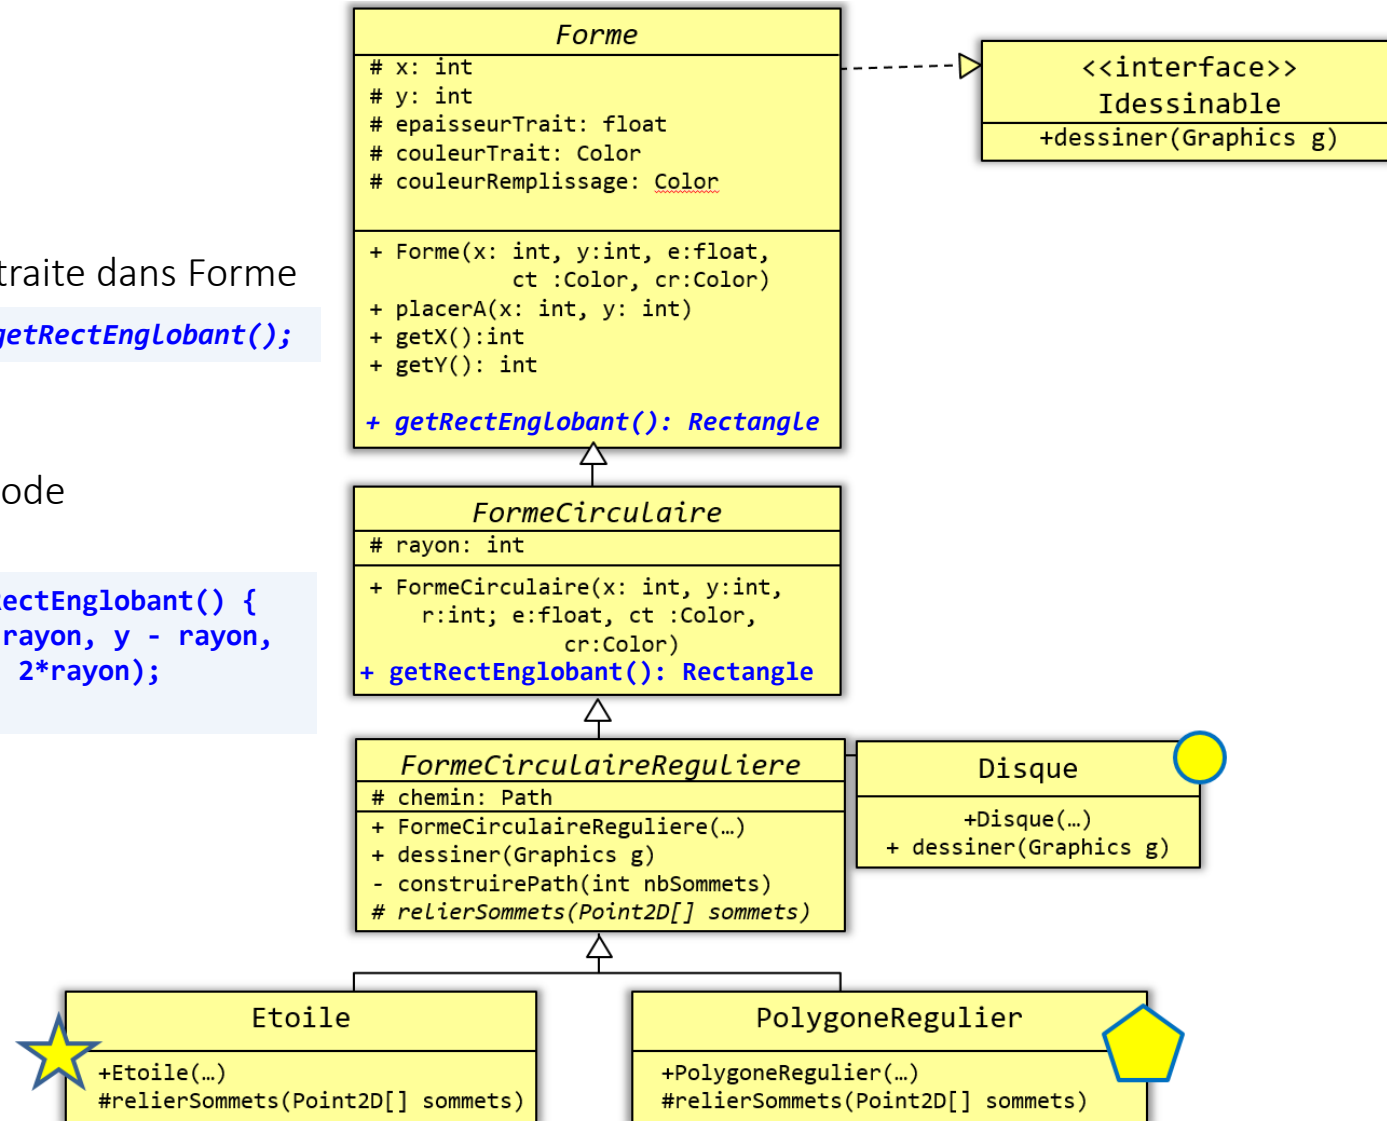 Forme
# x: int
# y: int
# epaisseurTrait: float
# couleurTrait: Color
# couleurRemplissage: Color
+ Forme(x: int, y:int, e:float,
ct :Color, cr:Color)
+ placerA(x: int, y: int)
+ getX():int
+ getY(): int
+ getRectEnglobant(): Rectangle
<<interface>>
Idessinable
+dessiner(Graphics g)
traite dans Forme
getRectEnglobant();
ode
RectEnglobant() {
rayon, y - rayon,
2*rayon);
FormeCirculaire
# rayon: int
+ FormeCirculaire(x: int, y:int,
r:int; e:float, ct :Color,
cr:Color)
+ getRectEnglobant(): Rectangle
FormeCirculaireReguliere
# chemin: Path
+ FormeCirculaireReguliere(…)
+ dessiner(Graphics g)
- construirePath(int nbSommets)
# relierSommets(Point2D[] sommets)
Disque
+Disque(…)
+ dessiner(Graphics g)
Etoile
+Etoile(…)
#relierSommets(Point2D[] sommets)
PolygoneRegulier
+PolygoneRegulier(…)
#relierSommets(Point2D[] sommets)